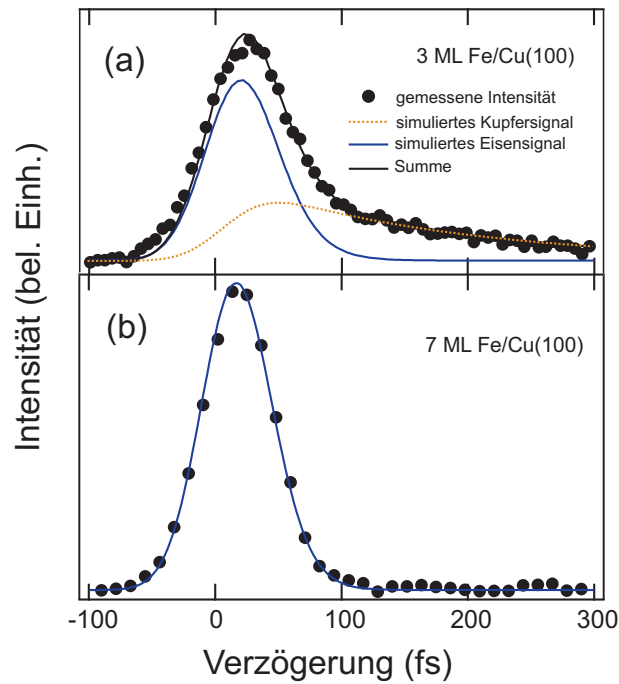 (a)
3 ML Fe/Cu(100)
gemessene Intensität
simuliertes Kupfersignal
simuliertes Eisensignal
Summe
(b)
7 ML Fe/Cu(100)
Intensität (bel. Einh.)
-100 0 100 200 300
Verzögerung (fs)